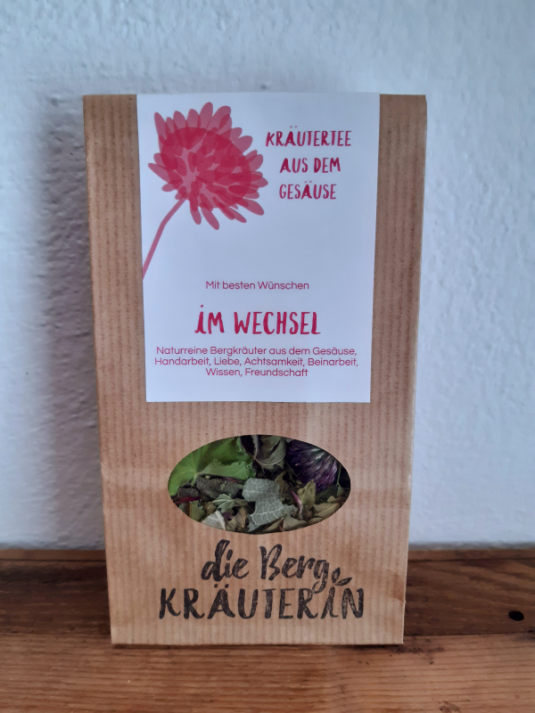 KRÄUTERTEE
AUS DEM
GESÄUSE
Mit besten Wünschen
iM WECHSEL
Naturreine Bergkräuter aus dem Gesäuse,
Handarbeit, Liebe, Achtsamkeit, Beinarbeit,
Wissen, Freundschaft
die Berg
KRÄUTERiN